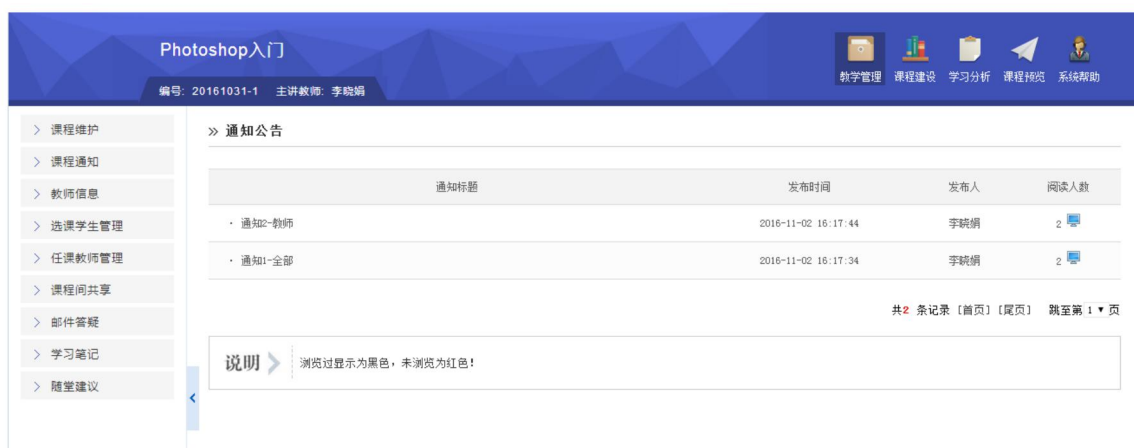 Photoshop入门
教学管理 课程建设 学习分析 课程预览 系统帮助
编号: 20161031-1 主讲教师: 李晓娟
课程维护
课程通知
教师信息
选课学生管理
任课教师管理
课程间共享
邮件答疑
学习笔记
随堂建议
» 通知公告
通知标题 发布时间 发布人 阅读人数
· 通知2-教师 2016-11-02 16:17:44 李晓娟 2
· 通知1-全部 2016-11-02 16:17:34 李晓娟 2
共2 条记录 [首页] [尾页] 跳至第 1 ▼ 页
说明 浏览过显示为黑色，未浏览为红色!